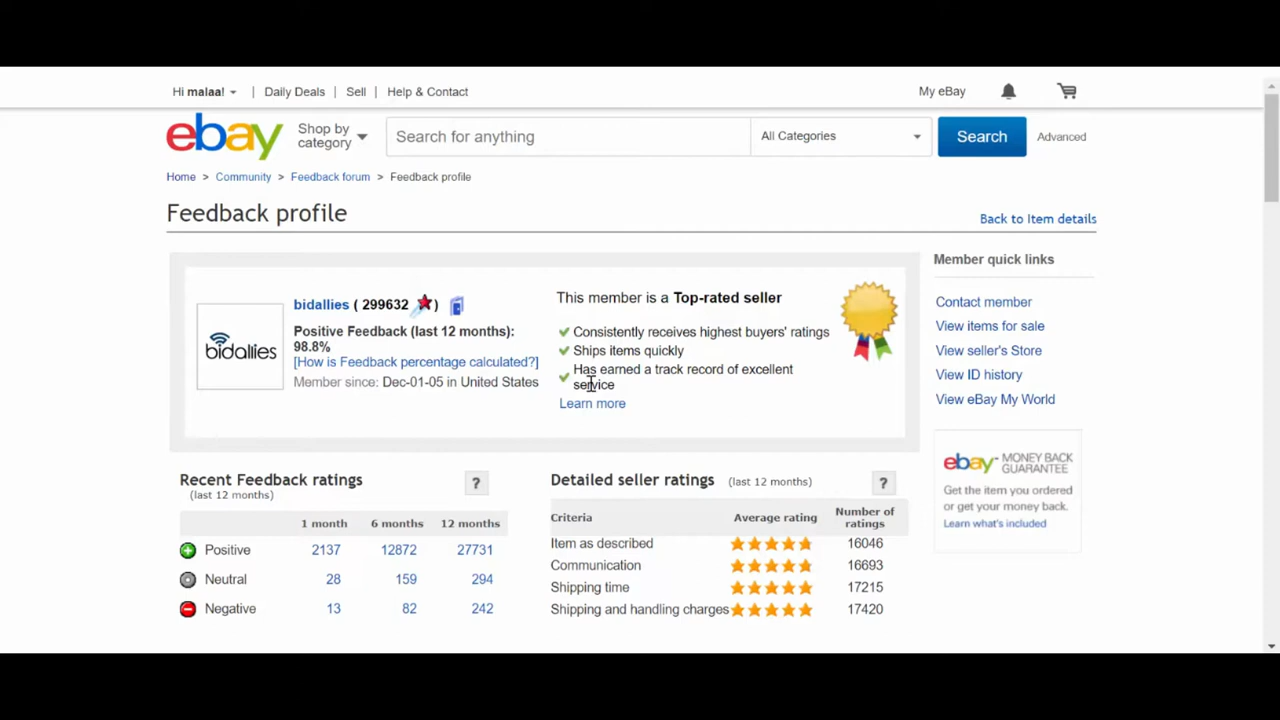 Hi malaa! | Daily Deals | Sell | Help & Contact My eBay
ebay Shop by category Search for anything All Categories Search Advanced
Home > Community > Feedback forum > Feedback profile
Feedback profile
Back to Item details
bidallies
bidallies ( 299632 )
Positive Feedback (last 12 months):
98.8%
[How is Feedback percentage calculated?]
Member since: Dec-01-05 in United States
This member is a Top-rated seller
Consistently receives highest buyers' ratings
Ships items quickly
Has earned a track record of excellent
service
Learn more
Member quick links
Contact member
View items for sale
View seller's Store
View ID history
View eBay My World
ebay MONEY BACK
GUARANTEE
Get the item you ordered
or get your money back.
Learn what's included
Recent Feedback ratings ?
(last 12 months)
1 month 6 months 12 months
Positive 2137 12872 27731
Neutral 28 159 294
Negative 13 82 242
Detailed seller ratings (last 12 months) ?
Criteria Average rating Number of ratings
Item as described 16046
Communication 16693
Shipping time 17215
Shipping and handling charges 17420